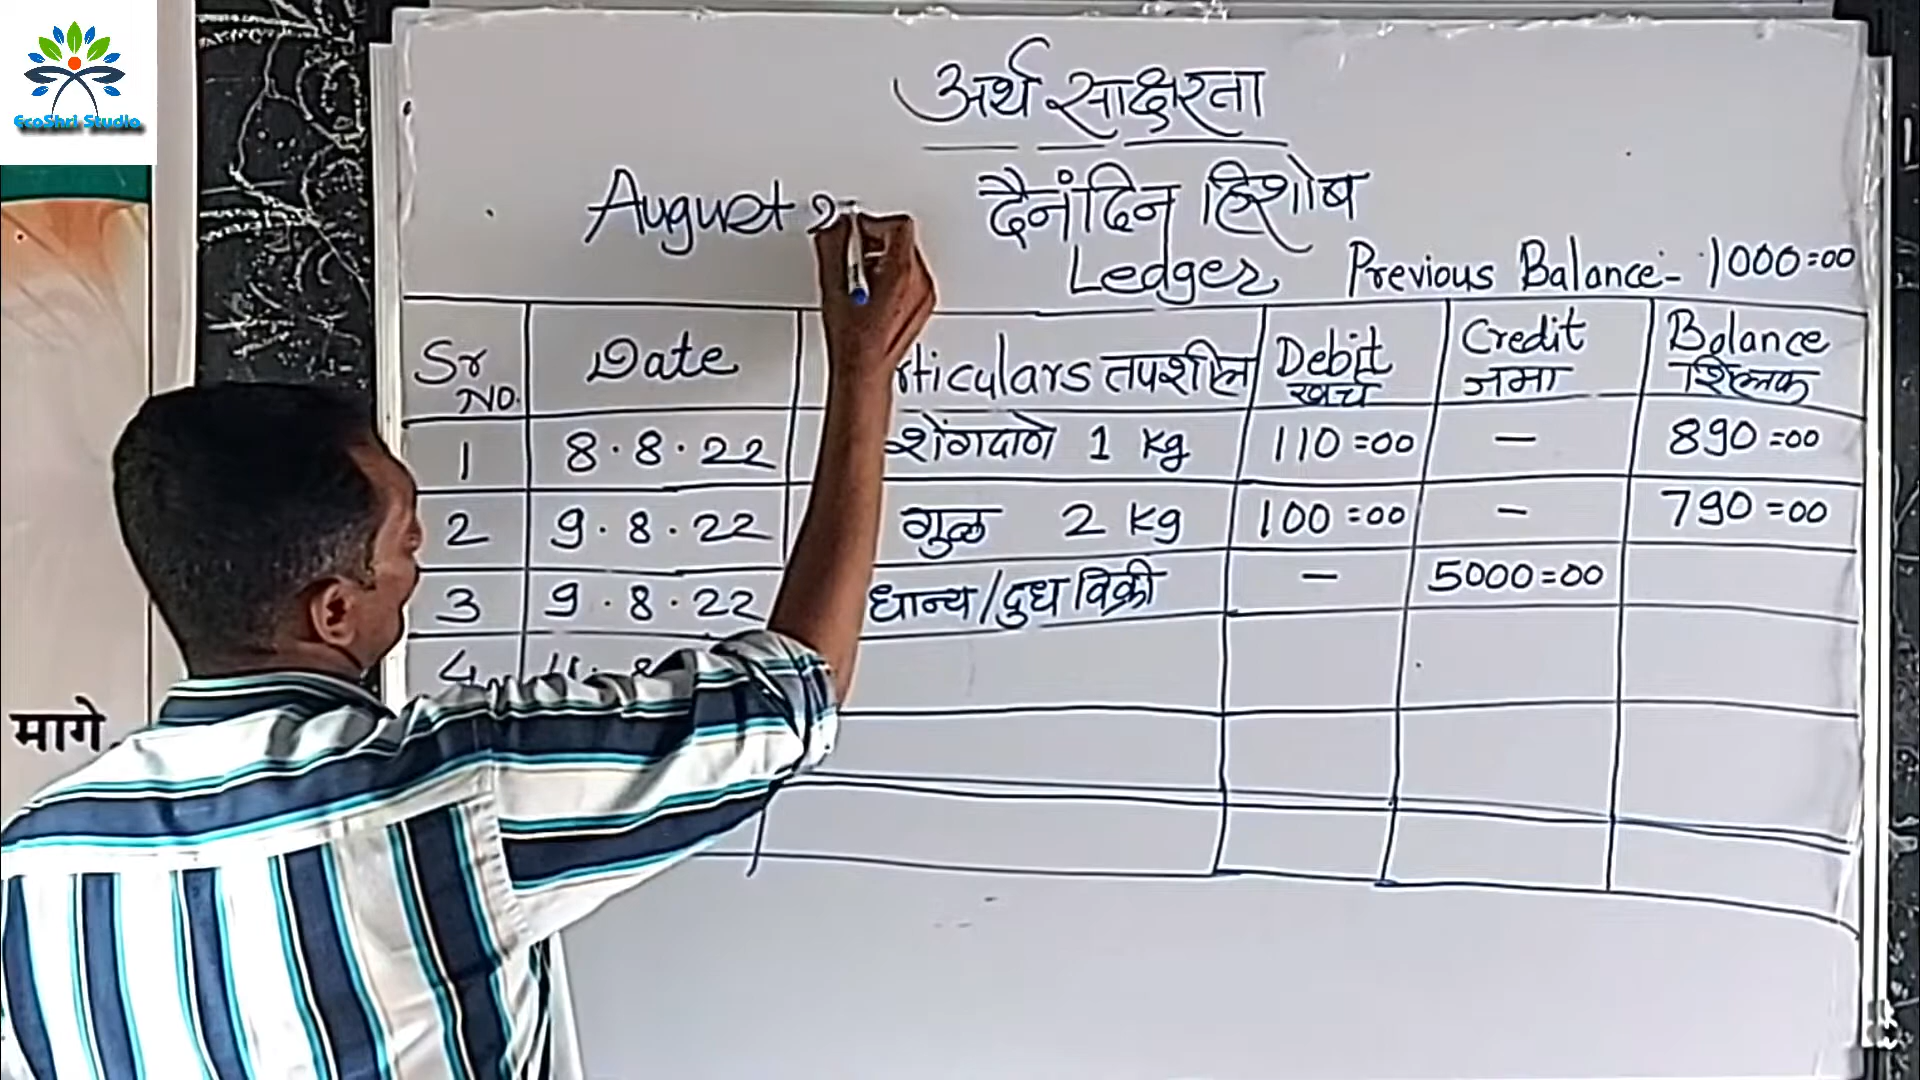 EcoShri Studio
अर्थ साक्षरता
August
दैनंदिन हिशोब
Ledger Previous Balance:- 1000=00
Sr No. Date rticulars तपशील Debit खर्च Credit जमा Balance शिल्लक
1 8.8.22 शेंगदाणे 1 Kg 110=00 — 890=00
2 9.8.22 गुळ 2 Kg 100=00 — 790=00
3 9.8.22 धान्य/दुध विक्री — 5000=00
4
मागे